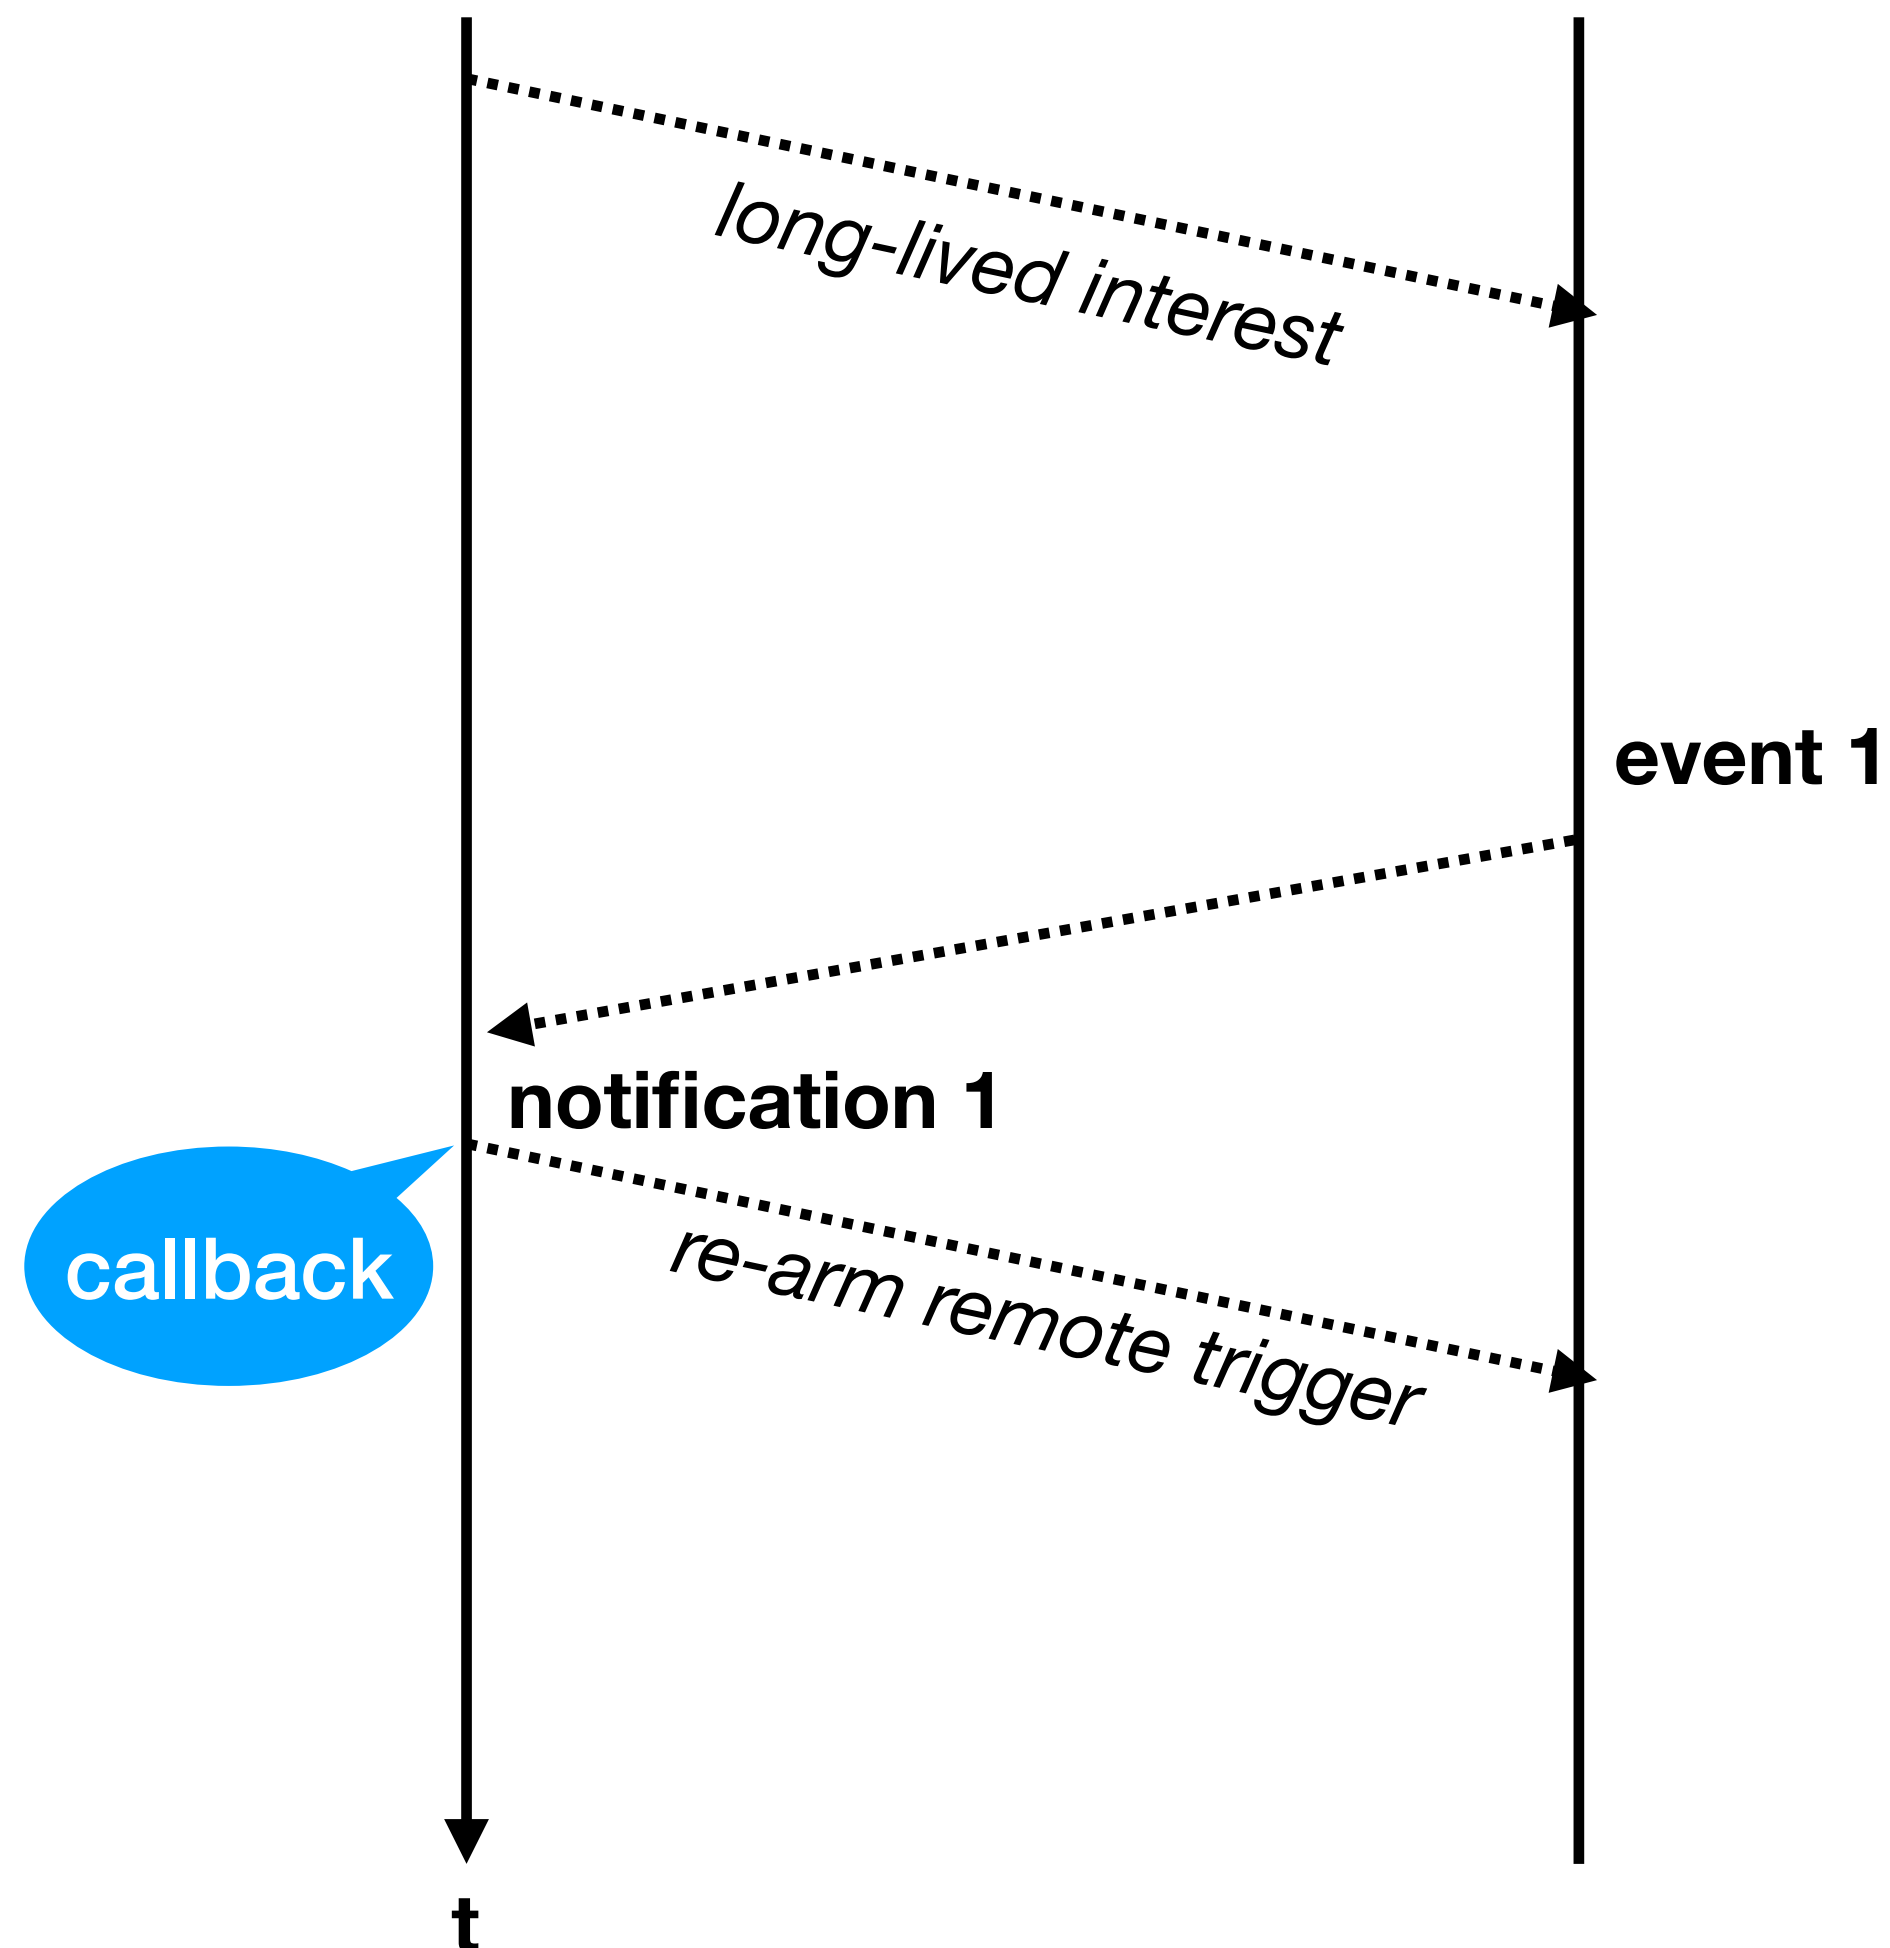 long-lived interest
event 1
notification 1
callback
re-arm remote trigger
t